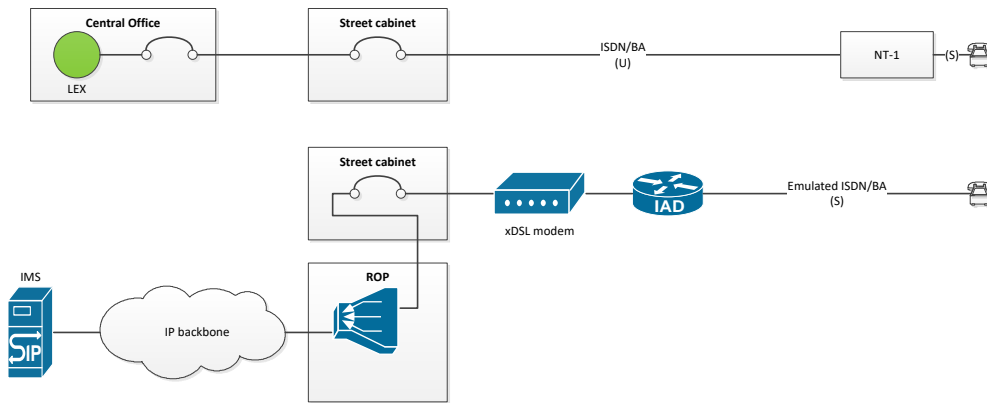 Central Office
Street cabinet
LEX
ISDN/BA
(U)
NT-1
(S)
Street cabinet
xDSL modem
IAD
Emulated ISDN/BA
(S)
IMS
SIP
IP backbone
ROP